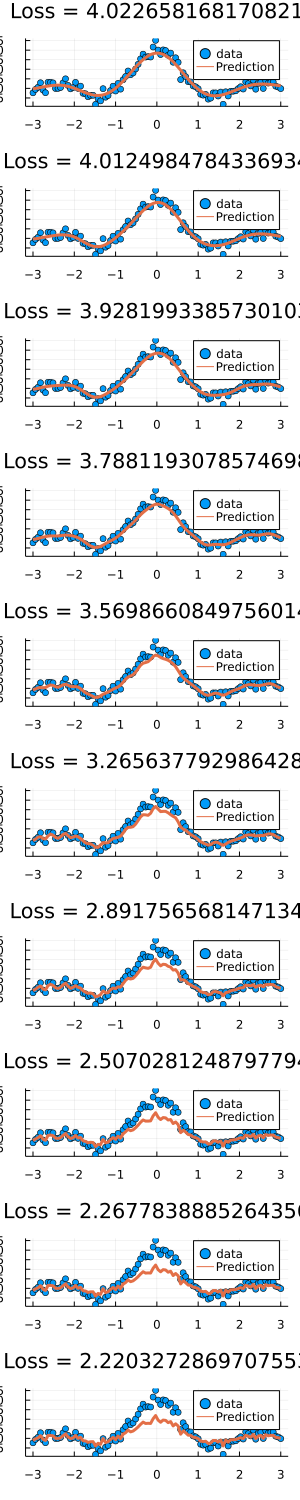 Loss = 4.022658168170821
data
Prediction
−3 −2 −1 0 1 2 3
Loss = 4.012498478433693
data
Prediction
−3 −2 −1 0 1 2 3
Loss = 3.928199338573010
data
Prediction
−3 −2 −1 0 1 2 3
Loss = 3.788119307857469
data
Prediction
−3 −2 −1 0 1 2 3
Loss = 3.569866084975601
data
Prediction
−3 −2 −1 0 1 2 3
Loss = 3.265637792986428
data
Prediction
−3 −2 −1 0 1 2 3
Loss = 2.891756568147134
data
Prediction
−3 −2 −1 0 1 2 3
Loss = 2.507028124879779
data
Prediction
−3 −2 −1 0 1 2 3
Loss = 2.267783888526435
data
Prediction
−3 −2 −1 0 1 2 3
Loss = 2.220327286970755
data
Prediction
−3 −2 −1 0 1 2 3